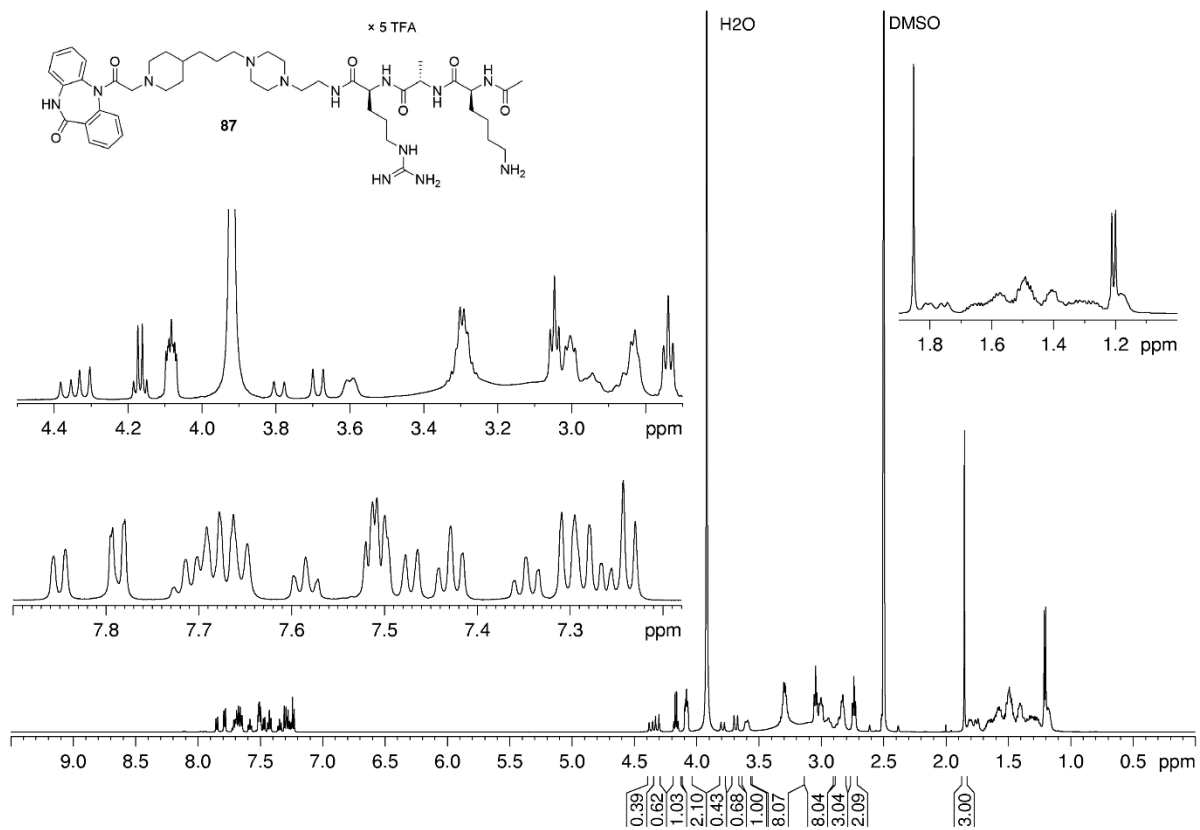 H2O
DMSO
× 5 TFA
O
N
N
N
N
N
H
O
H
N
O
N
H
O
H
N
O
NH
O
87
NH
HN
NH2
NH2
1.8 1.6 1.4 1.2 ppm
4.4 4.2 4.0 3.8 3.6 3.4 3.2 3.0 ppm
7.8 7.7 7.6 7.5 7.4 7.3 ppm
9.0 8.5 8.0 7.5 7.0 6.5 6.0 5.5 5.0 4.5 4.0 3.5 3.0 2.5 2.0 1.5 1.0 0.5 ppm
0.39 0.62 1.03 2.10 0.43 0.68 1.00 8.07 8.04 3.04 2.09 3.00